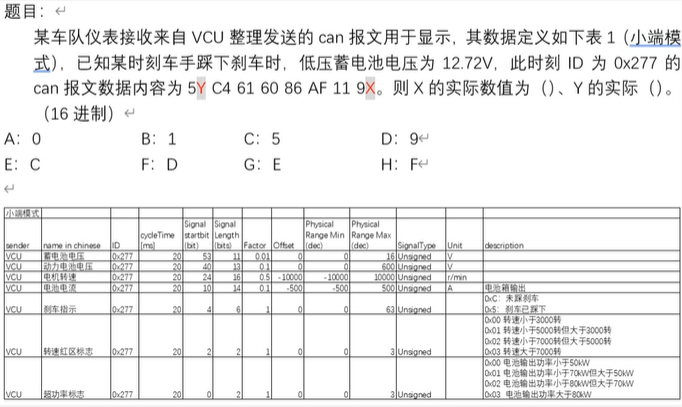 题目：
某车队仪表接收来自 VCU 整理发送的 can 报文用于显示，其数据定义如下表 1（小端模
式），已知某时刻车手踩下刹车时，低压蓄电池电压为 12.72V，此时刻 ID 为 0x277 的
can 报文数据内容为 5Y C4 61 60 86 AF 11 9X。则 X 的实际数值为（）、Y 的实际（）。
（16 进制）
A：0 B：1 C：5 D：9
E：C F：D G：E H：F
小端模式
sender name in chinese ID cycleTime [ms] Signal startbit (bit) Signal Length (bits) Factor Offset Physical Range Min (dec) Physical Range Max (dec) SignalType Unit description
VCU 蓄电池电压 0x277 20 53 11 0.01 0 0 16 Unsigned V
VCU 动力电池电压 0x277 20 40 13 0.1 0 0 600 Unsigned V
VCU 电机转速 0x277 20 24 16 0.5 -10000 -10000 10000 Unsigned r/min
VCU 电池电流 0x277 20 10 14 0.1 -500 -500 500 Unsigned A 电池箱输出
VCU 刹车指示 0x277 20 4 6 1 0 0 63 Unsigned 0xC：未踩刹车
0x5：刹车已踩下
VCU 转速红区标志 0x277 20 2 2 1 0 0 3 Unsigned 0x00 转速小于3000转
0x01 转速小于5000转但大于3000转
0x02 转速小于7000转但大于5000转
0x03 转速大于7000转
VCU 超功率标志 0x277 20 0 2 1 0 0 3 Unsigned 0x00 电池输出功率小于50kW
0x01 电池输出功率小于70kW但大于50kW
0x02 电池输出功率小于80kW但大于70kW
0x03 电池输出功率大于80kW